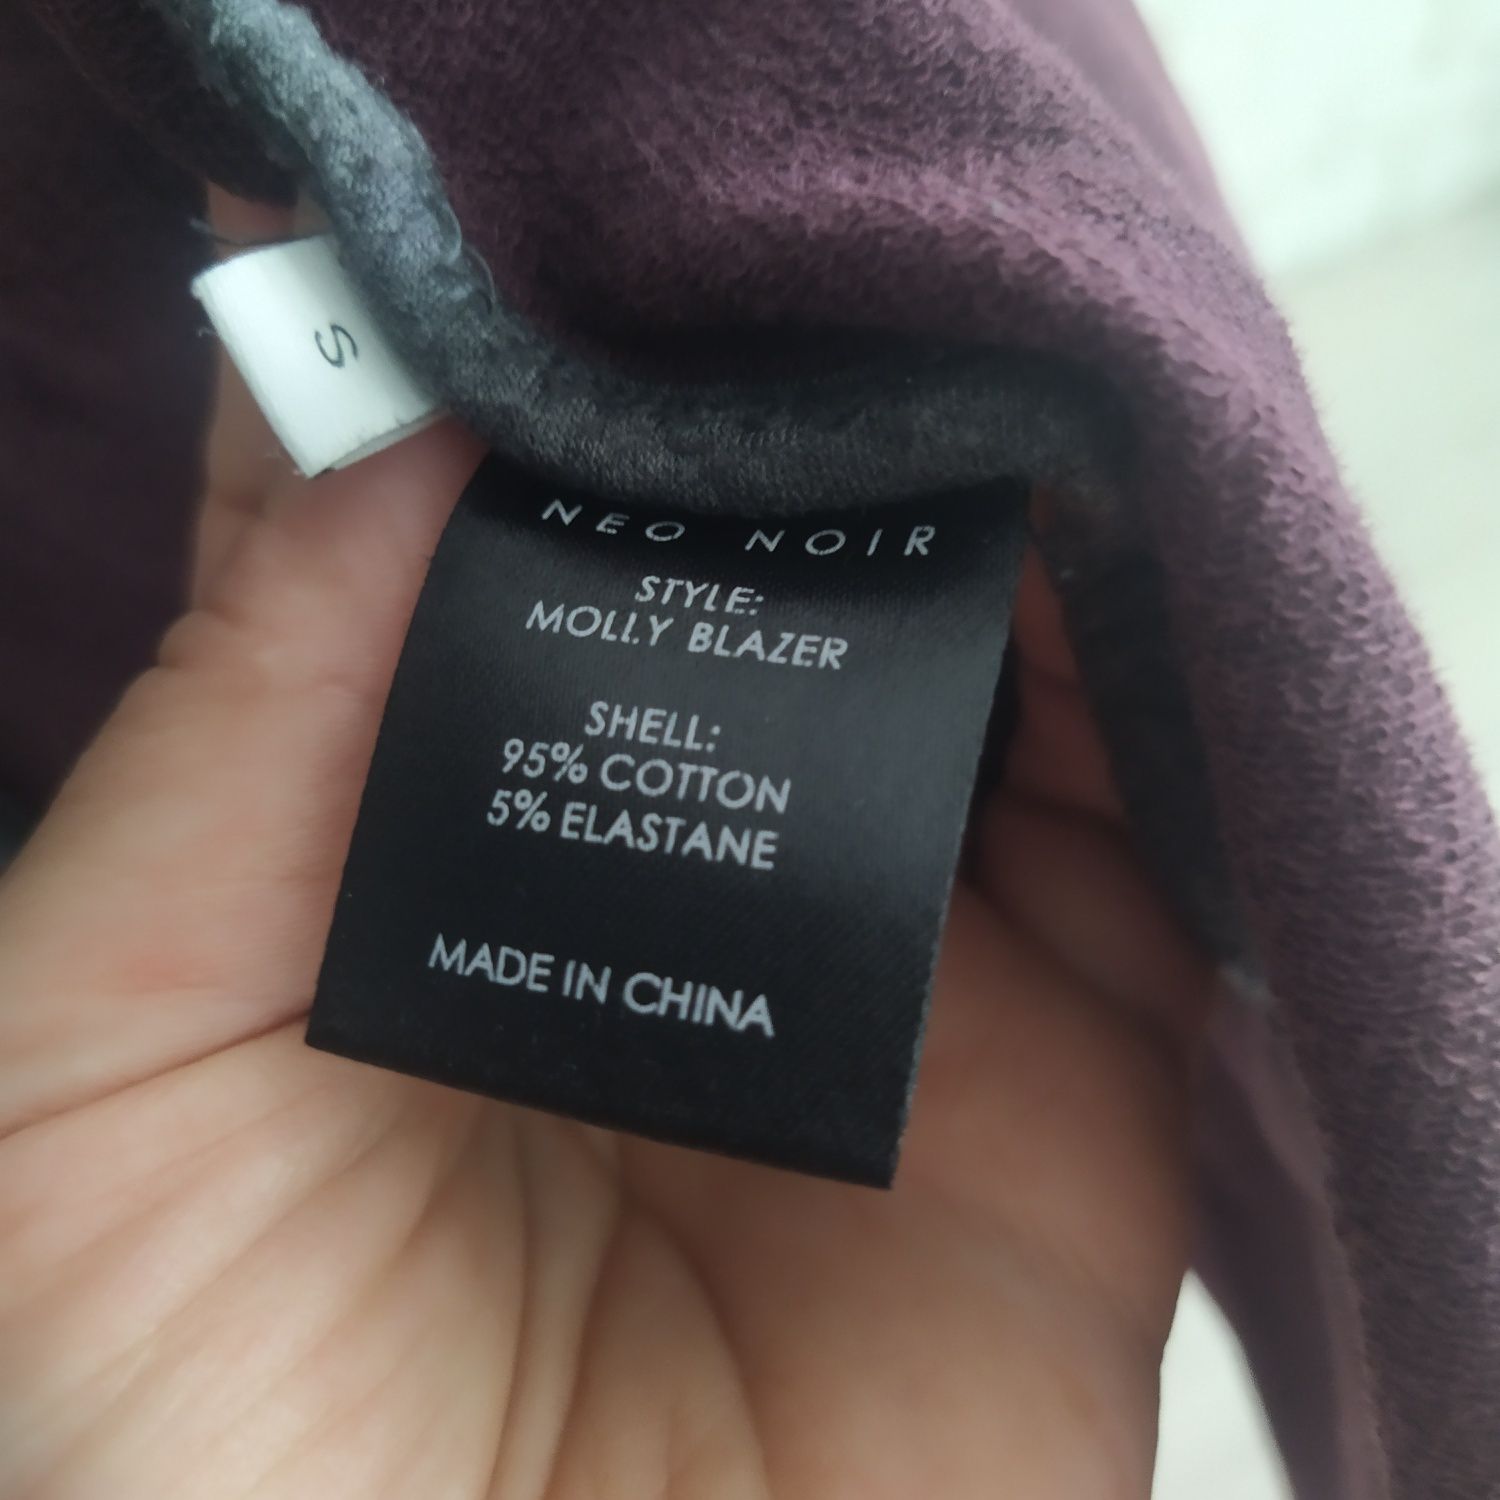 S
NEO NOIR
STYLE:
MOLLY BLAZER
SHELL:
95% COTTON
5% ELASTANE
MADE IN CHINA